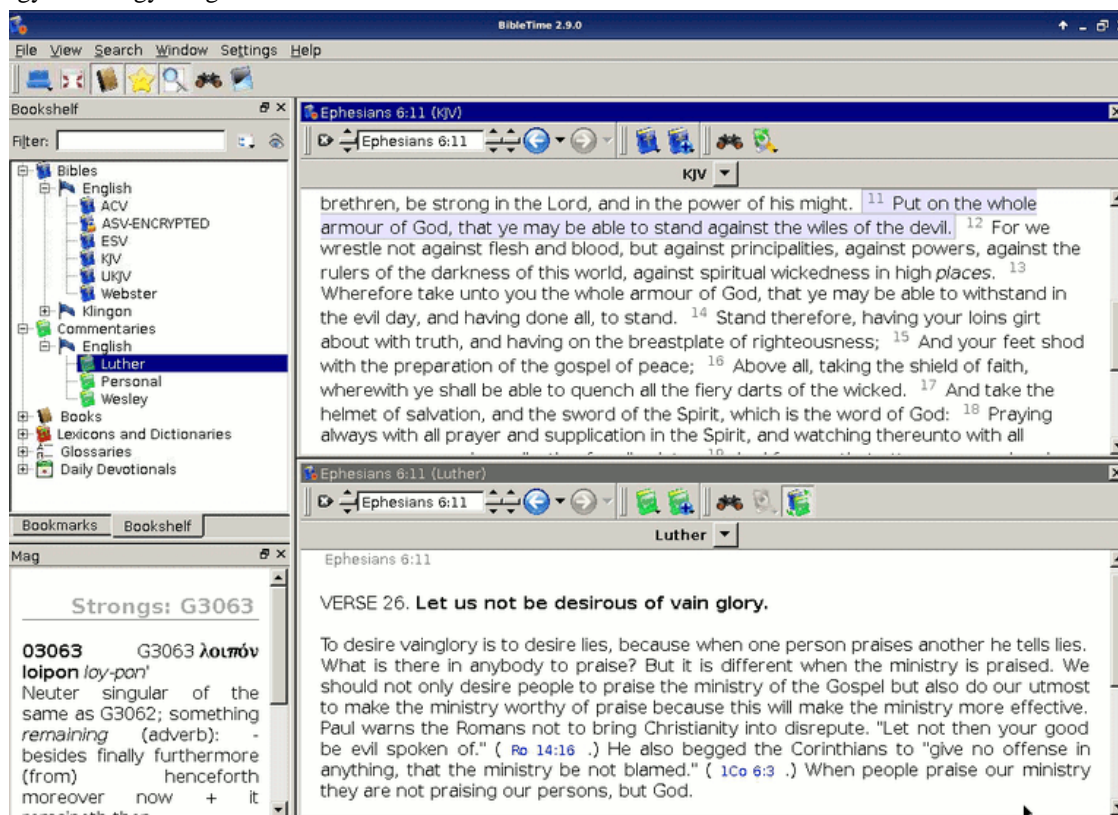 BibleTime 2.9.0
File View Search Window Settings Help
Bookshelf
Filter:
Bibles
English
ACV
ASV-ENCRYPTED
ESV
KJV
UKJV
Webster
Klingon
Commentaries
English
Luther
Personal
Wesley
Books
Lexicons and Dictionaries
Glossaries
Daily Devotionals
Bookmarks Bookshelf
Mag
Strongs: G3063
03063 G3063 λοιπόν
loipon loy-pon'
Neuter singular of the
same as G3062; something
remaining (adverb): -
besides finally furthermore
(from) henceforth
moreover now + it
Ephesians 6:11 (KJV)
Ephesians 6:11
KJV
brethren, be strong in the Lord, and in the power of his might. 11 Put on the whole
armour of God, that ye may be able to stand against the wiles of the devil. 12 For we
wrestle not against flesh and blood, but against principalities, against powers, against the
rulers of the darkness of this world, against spiritual wickedness in high places. 13
Wherefore take unto you the whole armour of God, that ye may be able to withstand in
the evil day, and having done all, to stand. 14 Stand therefore, having your loins girt
about with truth, and having on the breastplate of righteousness; 15 And your feet shod
with the preparation of the gospel of peace; 16 Above all, taking the shield of faith,
wherewith ye shall be able to quench all the fiery darts of the wicked. 17 And take the
helmet of salvation, and the sword of the Spirit, which is the word of God: 18 Praying
always with all prayer and supplication in the Spirit, and watching thereunto with all
Ephesians 6:11 (Luther)
Ephesians 6:11
Luther
Ephesians 6:11
VERSE 26. Let us not be desirous of vain glory.
To desire vainglory is to desire lies, because when one person praises another he tells lies.
What is there in anybody to praise? But it is different when the ministry is praised. We
should not only desire people to praise the ministry of the Gospel but also do our utmost
to make the ministry worthy of praise because this will make the ministry more effective.
Paul warns the Romans not to bring Christianity into disrepute. "Let not then your good
be evil spoken of." ( Ro 14:16 .) He also begged the Corinthians to "give no offense in
anything, that the ministry be not blamed." ( 1Co 6:3 .) When people praise our ministry
they are not praising our persons, but God.